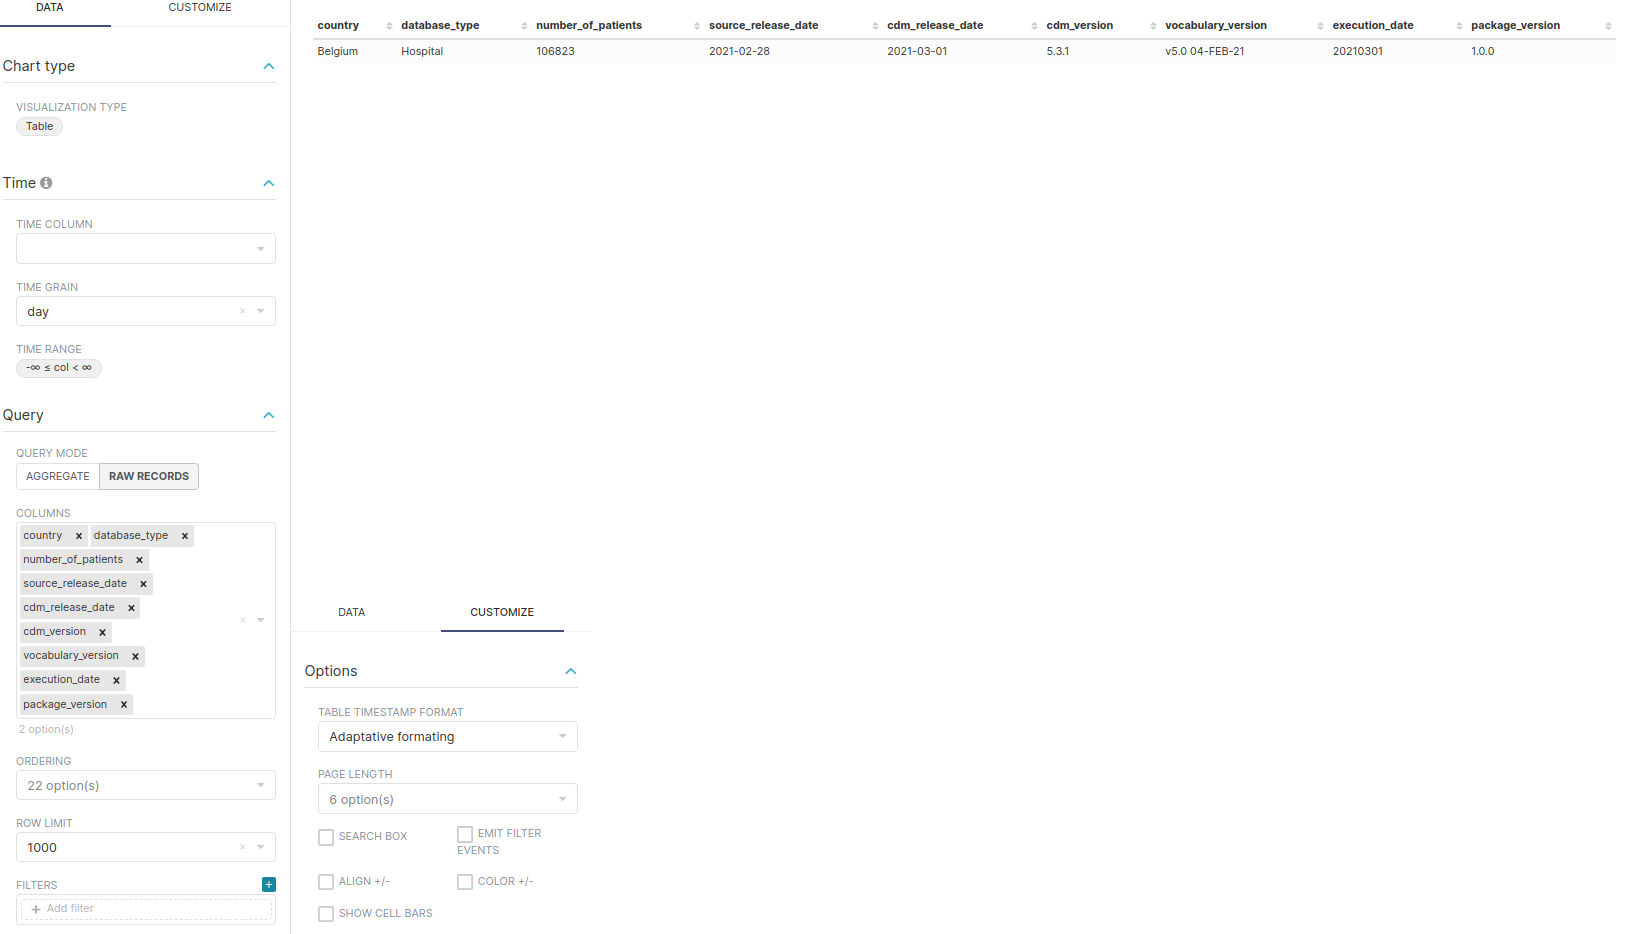 DATA CUSTOMIZE
Chart type
VISUALIZATION TYPE
Table
Time
TIME COLUMN
TIME GRAIN
day ×
TIME RANGE
-∞ ≤ col < ∞
Query
QUERY MODE
AGGREGATE RAW RECORDS
COLUMNS
country × database_type ×
number_of_patients ×
source_release_date ×
cdm_release_date ×
cdm_version ×
vocabulary_version ×
execution_date ×
package_version ×
2 option(s)
ORDERING
22 option(s)
ROW LIMIT
1000 ×
FILTERS +
+ Add filter
country database_type number_of_patients source_release_date cdm_release_date cdm_version vocabulary_version execution_date package_version
Belgium Hospital 106823 2021-02-28 2021-03-01 5.3.1 v5.0 04-FEB-21 20210301 1.0.0
DATA CUSTOMIZE
Options
TABLE TIMESTAMP FORMAT
Adaptative formating
PAGE LENGTH
6 option(s)
SEARCH BOX EMIT FILTER
EVENTS
ALIGN +/- COLOR +/-
SHOW CELL BARS